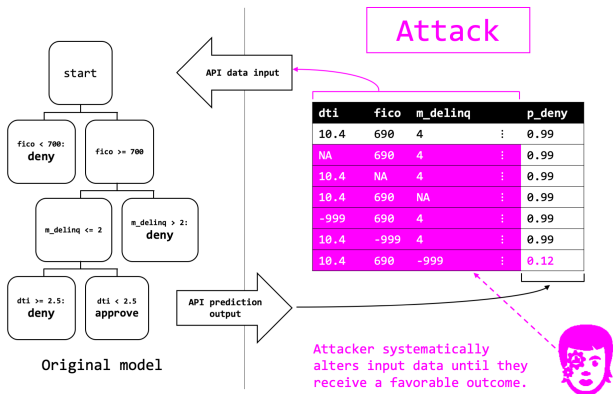 Attack
start
API data input
dti fico m_delinq p_deny
10.4 690 4 ⋮ 0.99
NA 690 4 ⋮ 0.99
10.4 NA 4 ⋮ 0.99
10.4 690 NA ⋮ 0.99
-999 690 4 ⋮ 0.99
10.4 -999 4 ⋮ 0.99
10.4 690 -999 ⋮ 0.12
fico < 700:
deny
fico >= 700
m_delinq <= 2
m_delinq > 2:
deny
dti >= 2.5:
deny
dti < 2.5
approve
API prediction
output
Original model
Attacker systematically
alters input data until they
receive a favorable outcome.